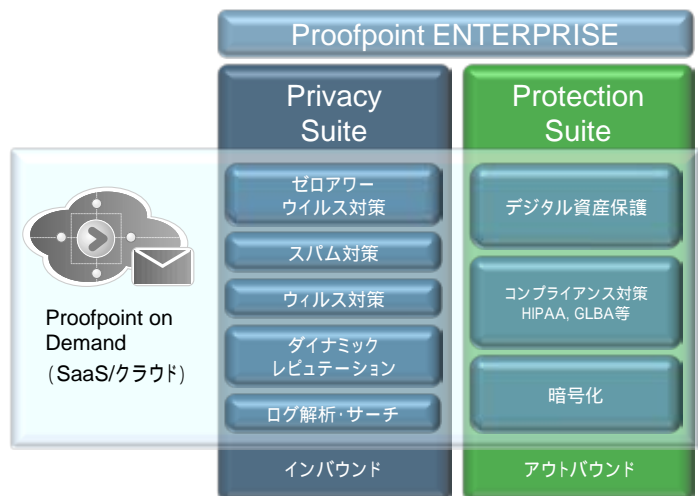 Proofpoint ENTERPRISE
Privacy
Suite
Protection
Suite
ゼロアワー
ウイルス対策
スパム対策
ウィルス対策
ダイナミック
レピュテーション
ログ解析・サーチ
インバウンド
デジタル資産保護
コンプライアンス対策
HIPAA, GLBA等
暗号化
アウトバウンド
Proofpoint on
Demand
(SaaS/クラウド)